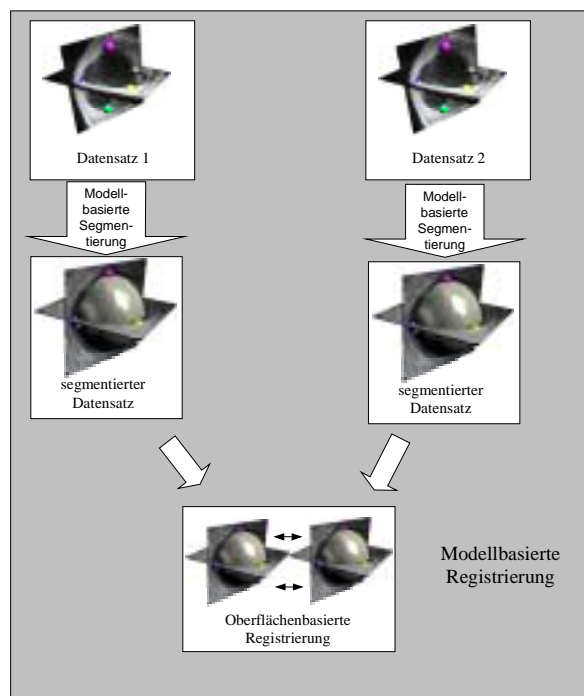 Datensatz 1
Datensatz 2
Modell-
basierte
Segmen-
tierung
Modell-
basierte
Segmen-
tierung
segmentierter
Datensatz
segmentierter
Datensatz
Oberflächenbasierte
Registrierung
Modellbasierte
Registrierung